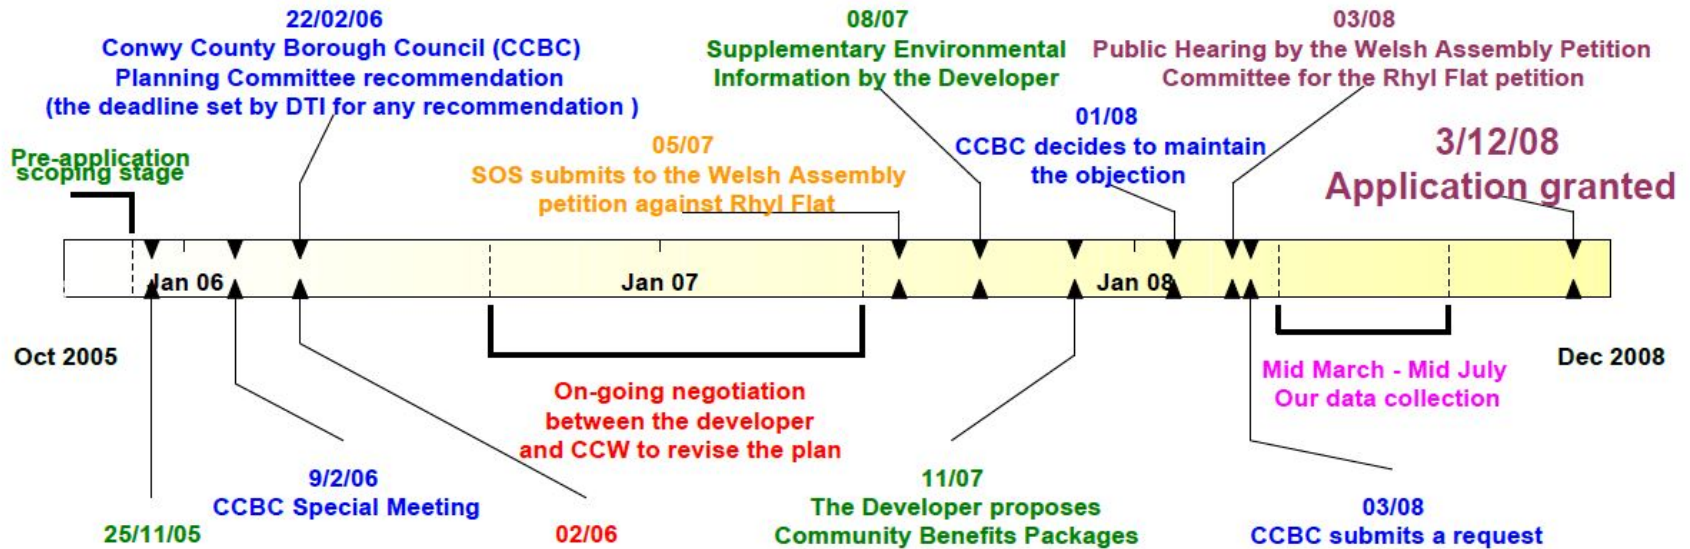 22/02/06
Conwy County Borough Council (CCBC)
Planning Committee recommendation
(the deadline set by DTI for any recommendation )
08/07
Supplementary Environmental
Information by the Developer
03/08
Public Hearing by the Welsh Assembly Petition
Committee for the Rhyl Flat petition
01/08
CCBC decides to maintain
the objection
3/12/08
Application granted
Pre-application
scoping stage
05/07
SOS submits to the Welsh Assembly
petition against Rhyl Flat
Jan 06
Jan 07
Jan 08
Oct 2005
Dec 2008
On-going negotiation
between the developer
and CCW to revise the plan
Mid March - Mid July
Our data collection
9/2/06
CCBC Special Meeting
11/07
The Developer proposes
Community Benefits Packages
03/08
CCBC submits a request
25/11/05
02/06